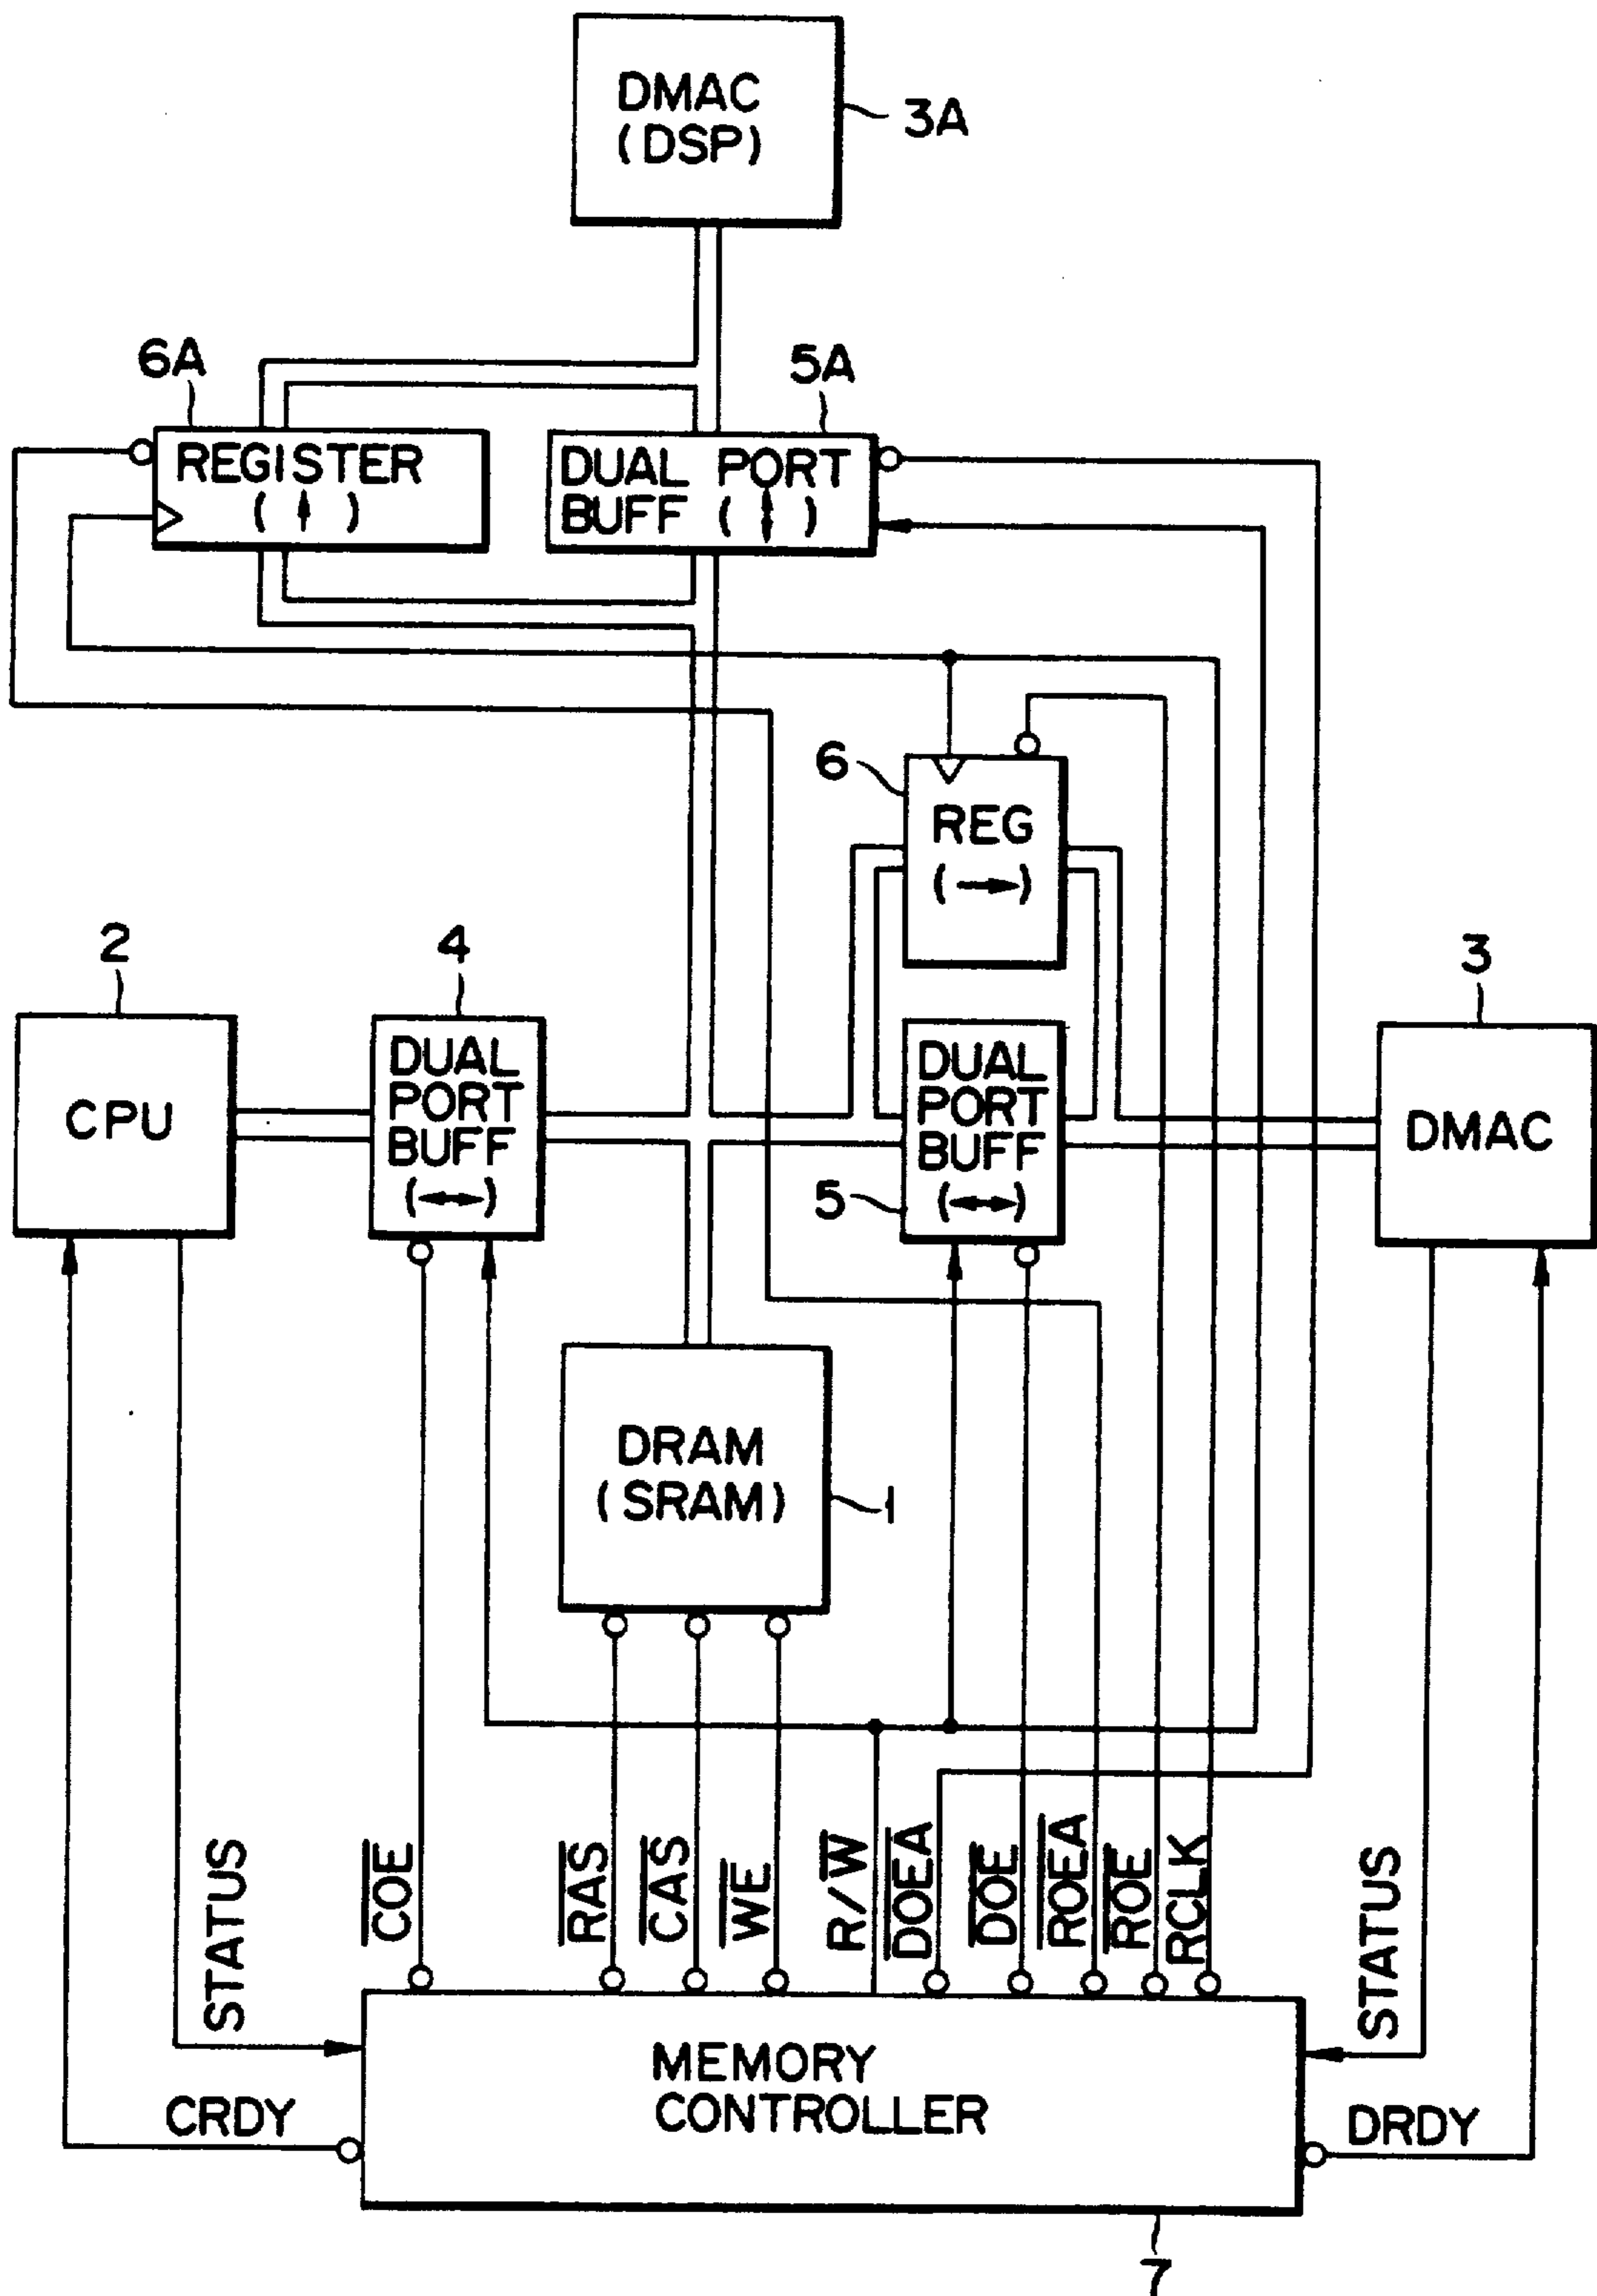 DMAC
(DSP)
3A
6A
5A
REGISTER
( )
DUAL PORT
BUFF ( )
6
REG
( )
2
4
3
CPU
DUAL
PORT
BUFF
( )
DUAL
PORT
BUFF
( )
5
DMAC
DRAM
(SRAM)
1
STATUS
COE
RAS
CAS
WE
R/W
DOEA
DOE
ROEA
ROE
RCLK
STATUS
CRDY
MEMORY
CONTROLLER
DRDY
7